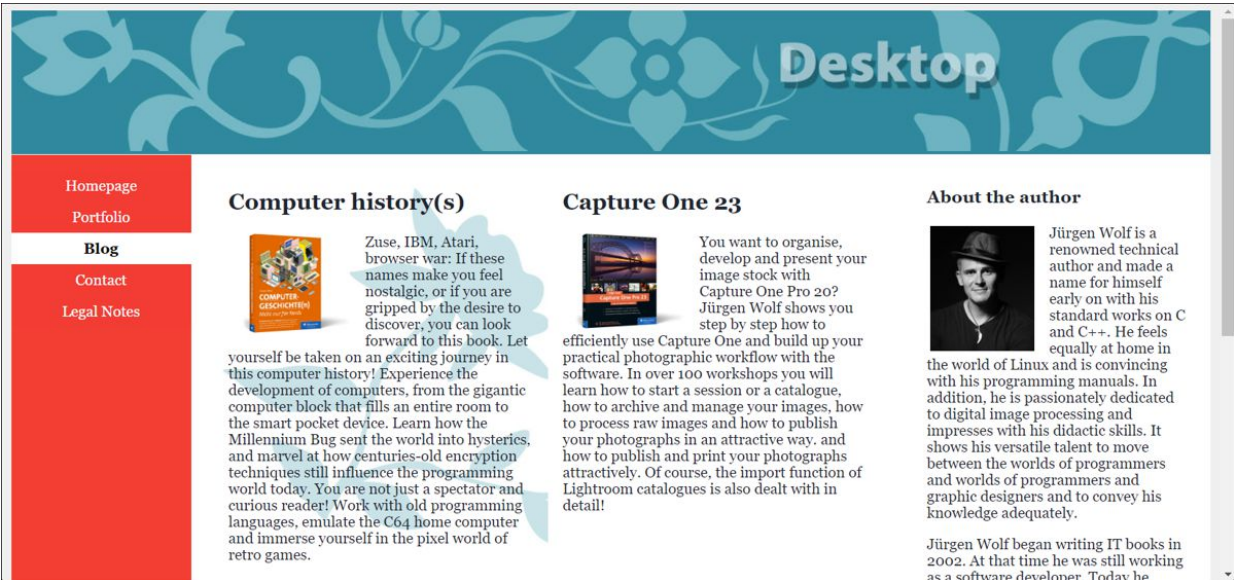 Desktop
Homepage
Portfolio
Blog
Contact
Legal Notes
Computer history(s)
COMPUTER-
GESCHICHTE(N)
Zuse, IBM, Atari,
browser war: If these
names make you feel
nostalgic, or if you are
gripped by the desire to
discover, you can look
forward to this book. Let
yourself be taken on an exciting journey in
this computer history! Experience the
development of computers, from the gigantic
computer block that fills an entire room to
the smart pocket device. Learn how the
Millennium Bug sent the world into hysterics,
and marvel at how centuries-old encryption
techniques still influence the programming
world today. You are not just a spectator and
curious reader! Work with old programming
languages, emulate the C64 home computer
and immerse yourself in the pixel world of
retro games.
Capture One 23
You want to organise,
develop and present your
image stock with
Capture One Pro 20?
Jürgen Wolf shows you
step by step how to
efficiently use Capture One and build up your
practical photographic workflow with the
software. In over 100 workshops you will
learn how to start a session or a catalogue,
how to archive and manage your images, how
to process raw images and how to publish
your photographs in an attractive way. and
how to publish and print your photographs
attractively. Of course, the import function of
Lightroom catalogues is also dealt with in
detail!
About the author
Jürgen Wolf is a
renowned technical
author and made a
name for himself
early on with his
standard works on C
and C++. He feels
equally at home in
the world of Linux and is convincing
with his programming manuals. In
addition, he is passionately dedicated
to digital image processing and
impresses with his didactic skills. It
shows his versatile talent to move
between the worlds of programmers
and worlds of programmers and
graphic designers and to convey his
knowledge adequately.
Jürgen Wolf began writing IT books in
2002. At that time he was still working
as a software developer. Today he